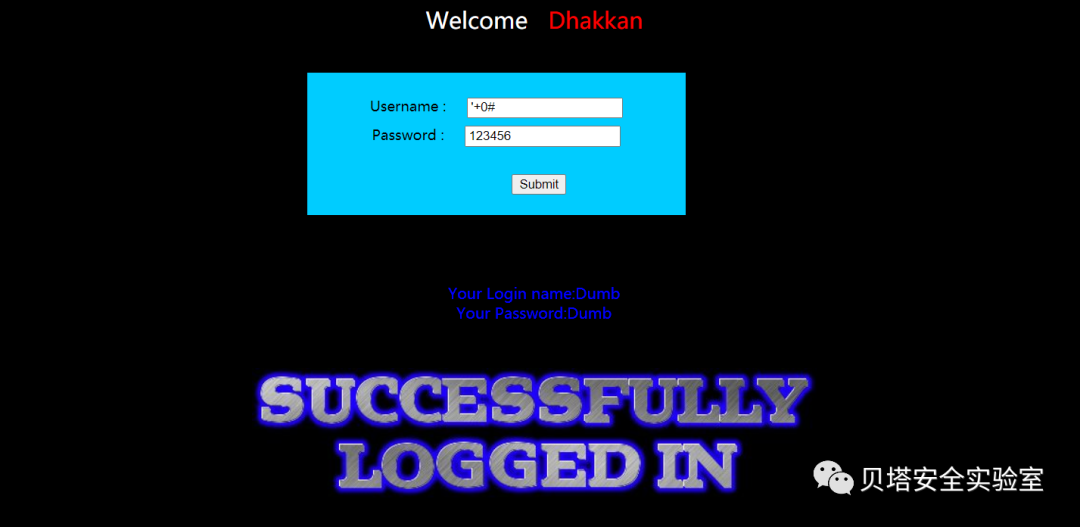 Welcome Dhakkan
Username : '+0#
Password : 123456
Submit
Your Login name:Dumb
Your Password:Dumb
SUCCESSFULLY
LOGGED IN
贝塔安全实验室